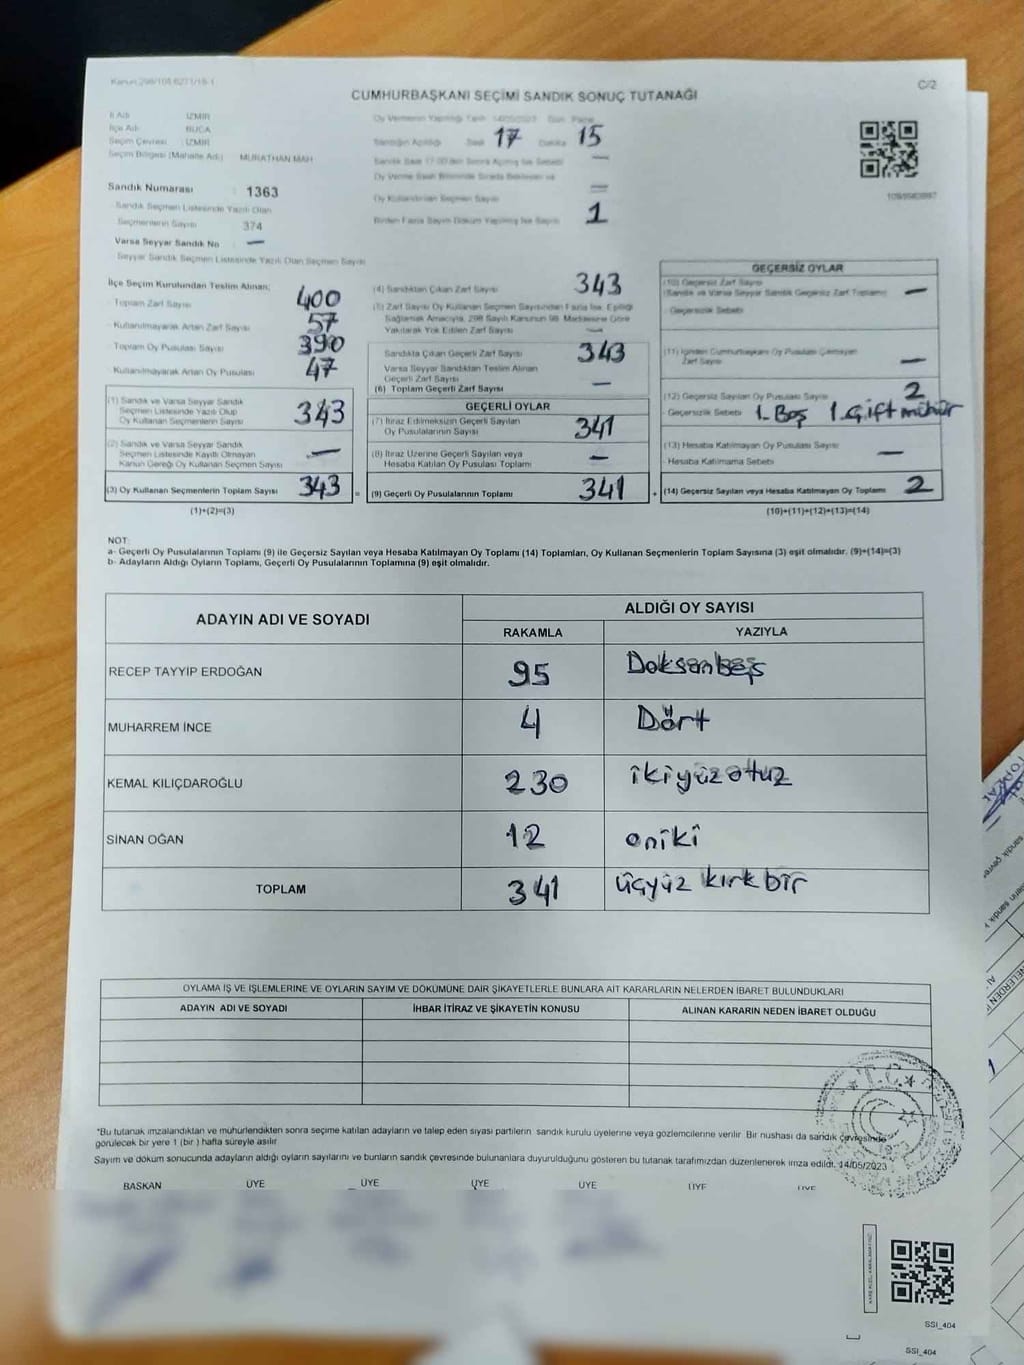 Kanun:298/105,6271/15-1
C/2
CUMHURBAŞKANI SEÇİMİ SANDIK SONUÇ TUTANAĞI
İl Adı İZMİR
İlçe Adı BUCA
Seçim Çevresi İZMİR
Seçim Bölgesi (Mahalle Adı) MURATHAN MAH
Sandık Numarası : 1363
Sandık Seçmen Listesinde Yazılı Olan
Seçmenlerin Sayısı : 374
Varsa Seyyar Sandık No : —
Seyyar Sandık Seçmen Listesinde Yazılı Olan Seçmen Sayısı
Oy Vermenin Yapıldığı Tarih 14/05/2023 Gün Pazar
Sandığın Açıldığı Saat 17 Dakika 15
Sandık Saat 17:00'den Sonra Açılmış İse Sebebi —
Oy Verme Saati Bitiminde Sırada Bekleyen ve
Oy Kullandırılan Seçmen Sayısı =
Birden Fazla Sayım Döküm Yapılmış İse Sayısı 1
İlçe Seçim Kurulundan Teslim Alınan;
Toplam Zarf Sayısı 400
Kullanılmayarak Artan Zarf Sayısı 57
Toplam Oy Pusulası Sayısı 390
Kullanılmayarak Artan Oy Pusulası 47
(1) Sandık ve Varsa Seyyar Sandık
Seçmen Listesinde Yazılı Olup
Oy Kullanan Seçmenlerin Sayısı 343
(2) Sandık ve Varsa Seyyar Sandık
Seçmen Listesinde Kayıtlı Olmayan
Kanun Gereği Oy Kullanan Seçmen Sayısı —
(3) Oy Kullanan Seçmenlerin Toplam Sayısı 343 =
(1)+(2)=(3)
(4) Sandıktan Çıkan Zarf Sayısı 343
(5) Zarf Sayısı Oy Kullanan Seçmen Sayısından Fazla İse, Eşitliği
Sağlamak Amacıyla, 298 Sayılı Kanunun 98. Maddesine Göre
Yakılarak Yok Edilen Zarf Sayısı —
Sandıkta Çıkan Geçerli Zarf Sayısı 343
Varsa Seyyar Sandıktan Teslim Alınan
Geçerli Zarf Sayısı —
(6) Toplam Geçerli Zarf Sayısı
GEÇERLİ OYLAR
(7) İtiraz Edilmeksizin Geçerli Sayılan
Oy Pusulalarının Sayısı 341
(8) İtiraz Üzerine Geçerli Sayılan veya
Hesaba Katılan Oy Pusulası Toplamı —
(9) Geçerli Oy Pusulalarının Toplamı 341 +
GEÇERSİZ OYLAR
(10) Geçersiz Zarf Sayısı
(Sandık ve Varsa Seyyar Sandık Geçersiz Zarf Toplamı) —
- Geçersizlik Sebebi
(11) İçinden Cumhurbaşkanı Oy Pusulası Çıkmayan
Zarf Sayısı —
(12) Geçersiz Sayılan Oy Pusulası Sayısı 2
- Geçersizlik Sebebi 1. Boş 1. Çift mühür
(13) Hesaba Katılmayan Oy Pusulası Sayısı —
- Hesaba Katılmama Sebebi
(14) Geçersiz Sayılan veya Hesaba Katılmayan Oy Toplamı 2
(10)+(11)+(12)+(13)=(14)
NOT:
a- Geçerli Oy Pusulalarının Toplamı (9) ile Geçersiz Sayılan veya Hesaba Katılmayan Oy Toplamı (14) Toplamları, Oy Kullanan Seçmenlerin Toplam Sayısına (3) eşit olmalıdır. (9)+(14)=(3)
b- Adayların Aldığı Oyların Toplamı, Geçerli Oy Pusulalarının Toplamına (9) eşit olmalıdır.
ADAYIN ADI VE SOYADI
ALDIĞI OY SAYISI
RAKAMLA YAZIYLA
RECEP TAYYİP ERDOĞAN 95 Doksanbeş
MUHARREM İNCE 4 Dört
KEMAL KILIÇDAROĞLU 230 ikiyüzotuz
SİNAN OĞAN 12 oniki
TOPLAM 341 üçyüz kırkbir
OYLAMA İŞ VE İŞLEMLERİNE VE OYLARIN SAYIM VE DÖKÜMÜNE DAİR ŞİKAYETLERLE BUNLARA AİT KARARLARIN NELERDEN İBARET BULUNDUKLARI
ADAYIN ADI VE SOYADI İHBAR İTİRAZ VE ŞİKAYETİN KONUSU ALINAN KARARIN NEDEN İBARET OLDUĞU
T.C.
*Bu tutanak imzalandıktan ve mühürlendikten sonra seçime katılan adayların ve talep eden siyasi partilerin sandık kurulu üyelerine veya gözlemcilerine verilir. Bir nüshası da sandık çevresinde
görülecek bir yere 1 (bir ) hafta süreyle asılır.
Sayım ve döküm sonucunda adayların aldığı oyların sayılarını ve bunların sandık çevresinde bulunanlara duyurulduğunu gösteren bu tutanak tarafımızdan düzenlenerek imza edildi. 14/05/2023
BAŞKAN ÜYE ÜYE ÜYE ÜYE ÜYE ÜYE
SSI_404
SSI_404